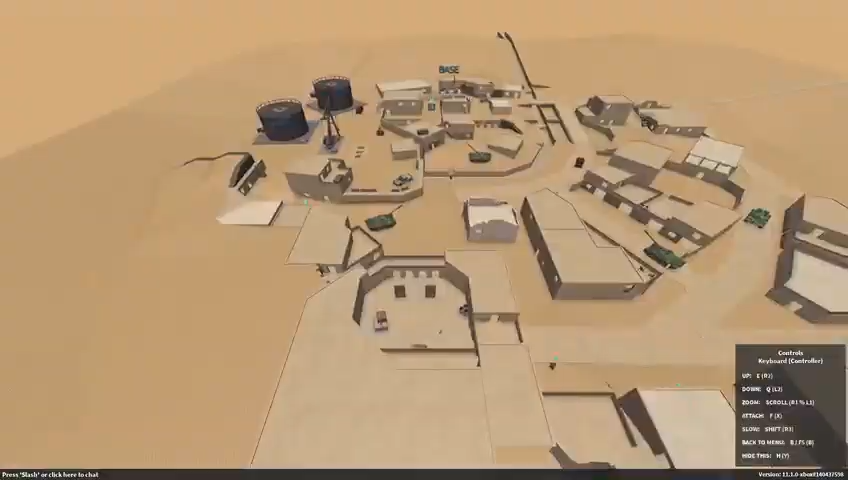 BASE
Controls
Keyboard (Controller)
UP: E (R2)
DOWN: Q (L2)
ZOOM: SCROLL (R1 % L1)
ATTACH: F (X)
SLOW: SHIFT (R3)
BACK TO MENU: B / F5 (B)
HIDE THIS: H (Y)
Press 'Slash' or click here to chat